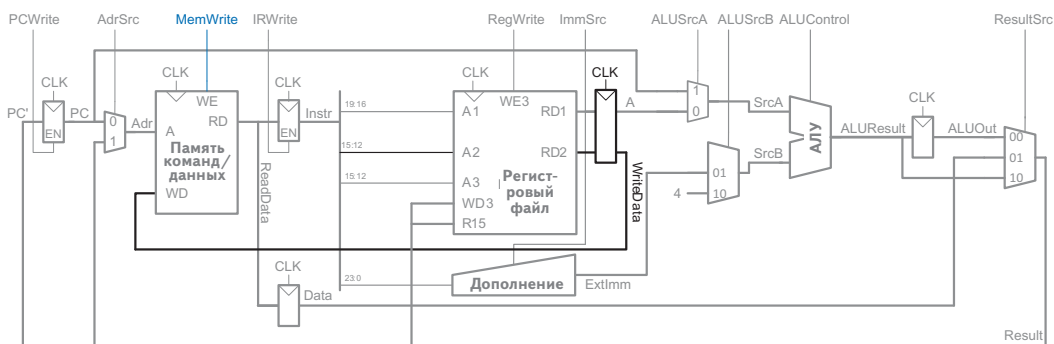 PCWrite AdrSrc MemWrite IRWrite RegWrite ImmSrc ALUSrcA ALUSrcB ALUControl ResultSrc
CLK CLK CLK CLK CLK CLK
PC' PC EN
0 1 Adr
WE
A RD
Память команд/данных
WD
EN Instr
ReadData
19:16
15:12
15:12
23:0
A1 WE3 RD1
A2 RD2
A3
WD3
R15
Регистровый файл
A
WriteData
1 0 SrcA
01 10 SrcB
4
АЛУ
ALUResult
ALUOut
00 01 10
Дополнение
ExtImm
CLK
Data
Result